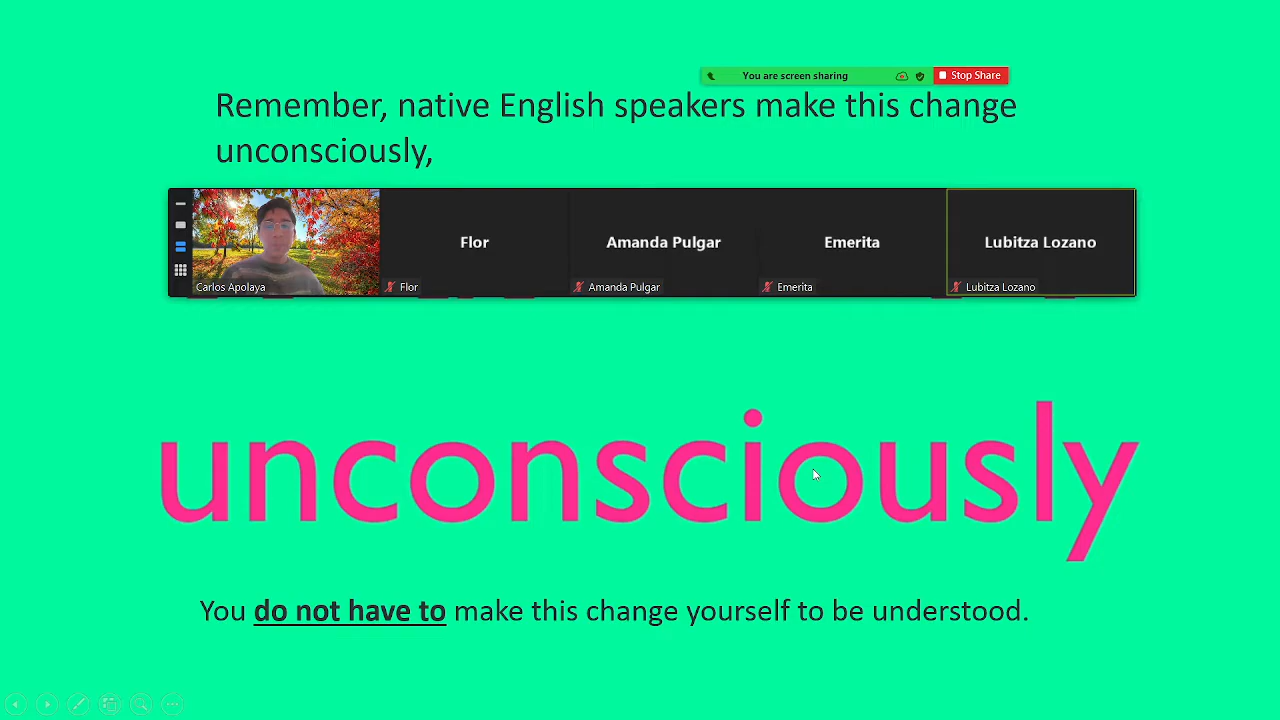 You are screen sharing
Stop Share
Remember, native English speakers make this change
unconsciously,
Flor
Amanda Pulgar
Emerita
Lubitza Lozano
Carlos Apolaya
Flor
Amanda Pulgar
Emerita
Lubitza Lozano
unconsciously
You do not have to make this change yourself to be understood.